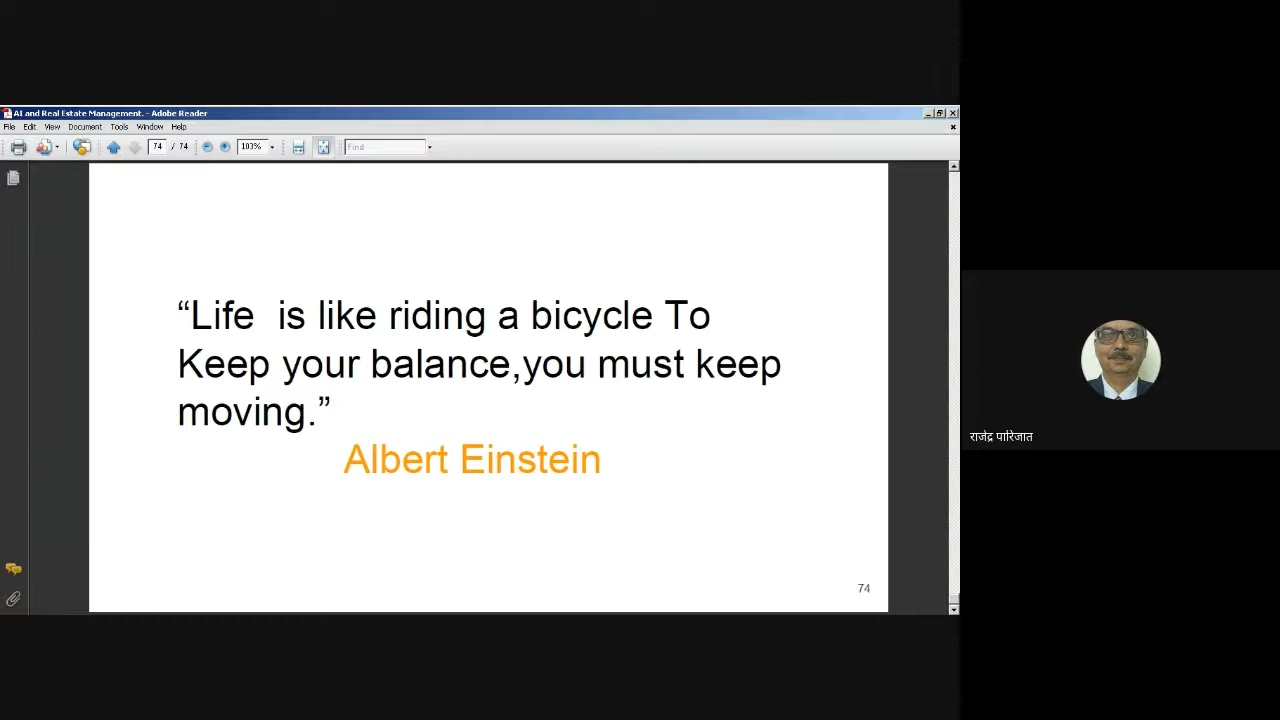 AI and Real Estate Management. - Adobe Reader
File Edit View Document Tools Window Help
74 / 74 103% Find
“Life is like riding a bicycle To
Keep your balance,you must keep
moving.”
Albert Einstein
74
राजेंद्र पारिजात